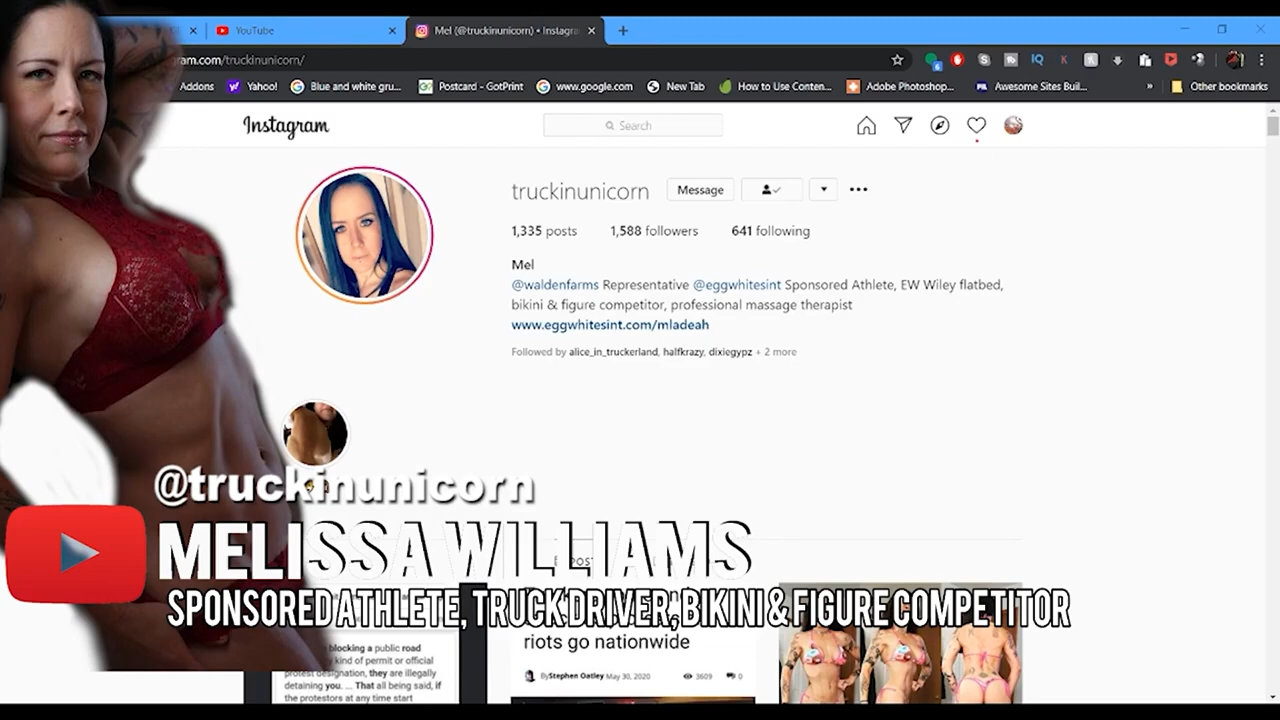 YouTube
Mel (@truckinunicorn) • Instagra
gram.com/truckinunicorn/
Addons
Yahoo!
Blue and white gru...
Postcard - GotPrint
www.google.com
New Tab
How to Use Conten...
Adobe Photoshop...
Awesome Sites Buil...
»
Other bookmarks
Instagram
Search
truckinunicorn
Message
1,335 posts
1,588 followers
641 following
Mel
@waldenfarms Representative @eggwhitesint Sponsored Athlete, EW Wiley flatbed,
bikini & figure competitor, professional massage therapist
www.eggwhitesint.com/mladeah
Followed by alice_in_truckerland, halfkrazy, dixiegypz + 2 more
@truckinunicorn
MELISSA WILLIAMS
SPONSORED ATHLETE, TRUCK DRIVER, BIKINI & FIGURE COMPETITOR
riots go nationwide
By Stephen Oatley May 30, 2020
3609
0
blocking a public road
kind of permit or official
protest designation, they are illegally
detaining you. ... That all being said, if
the protestors at any time start